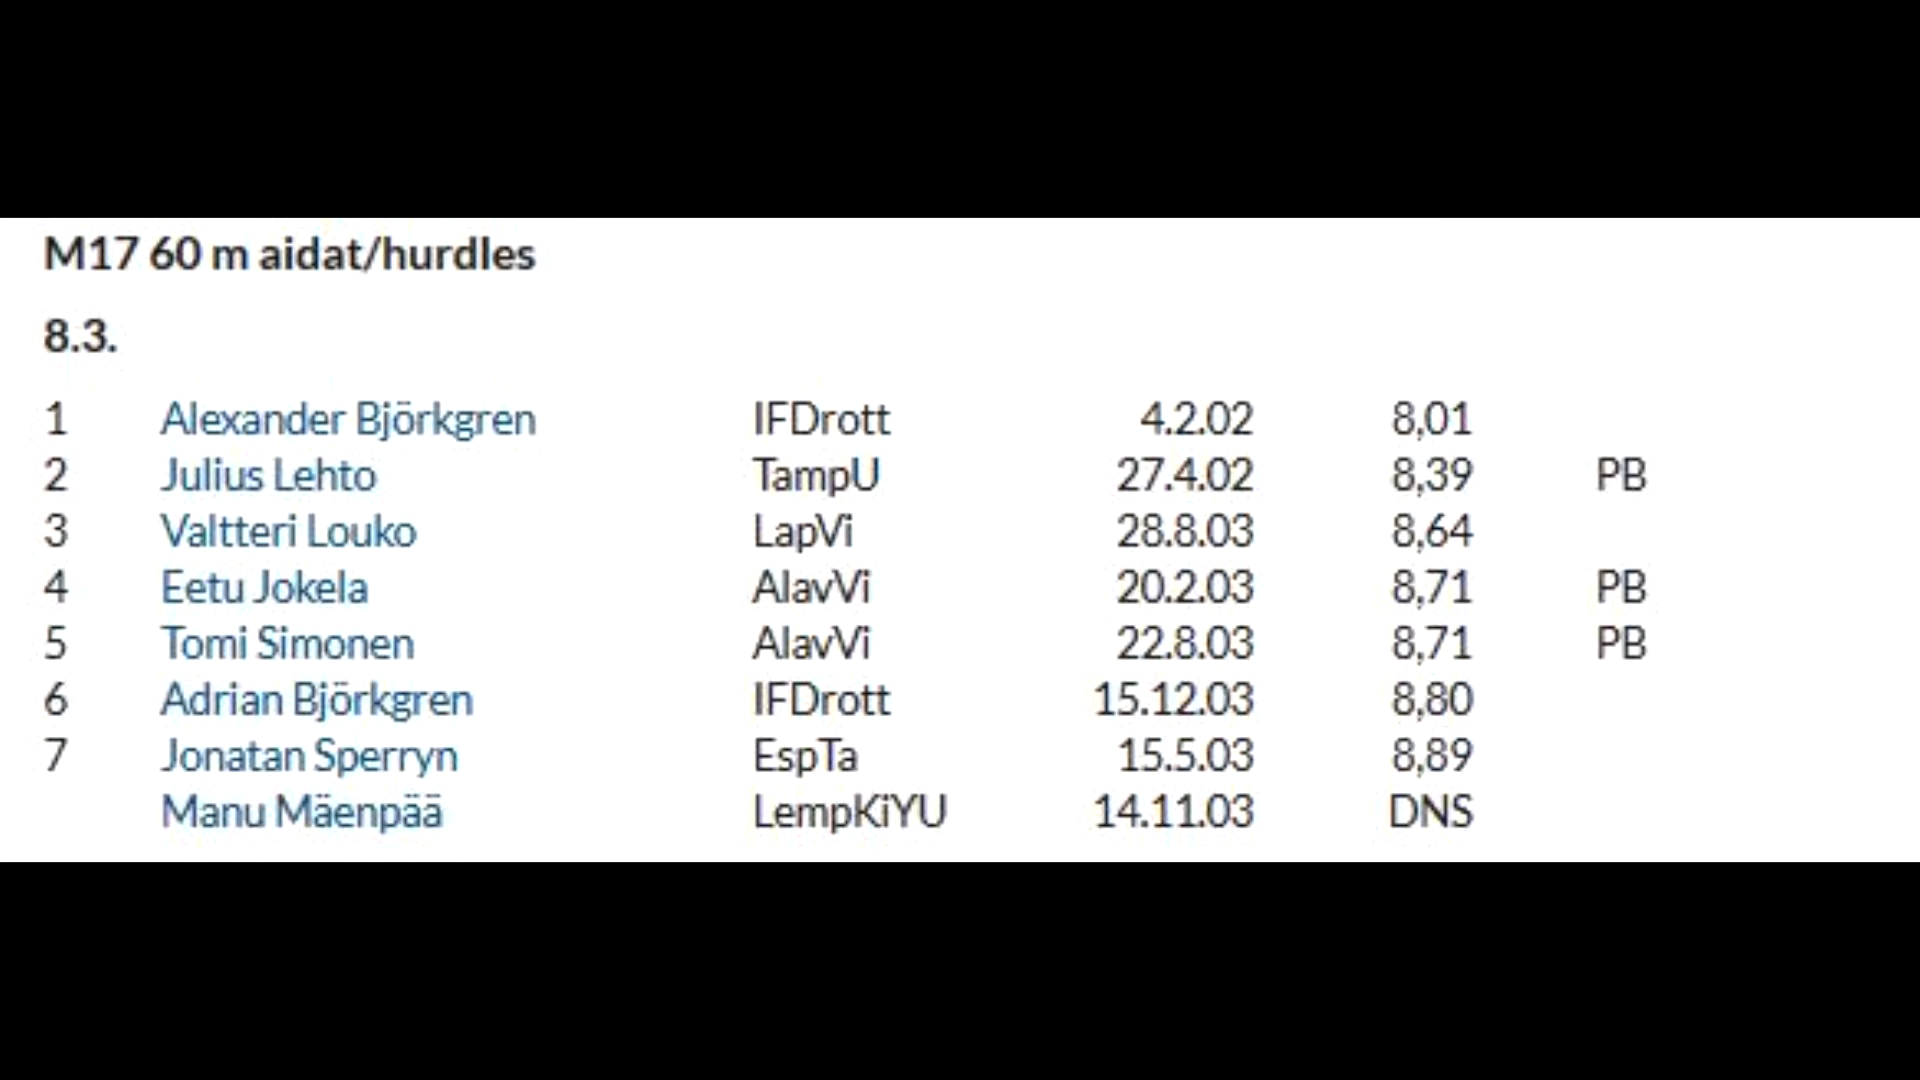 M17 60 m aidat/hurdles
8.3.
1 Alexander Björkgren IFDrott 4.2.02 8,01
2 Julius Lehto TampU 27.4.02 8,39 PB
3 Valtteri Louko LapVi 28.8.03 8,64
4 Eetu Jokela AlavVi 20.2.03 8,71 PB
5 Tomi Simonen AlavVi 22.8.03 8,71 PB
6 Adrian Björkgren IFDrott 15.12.03 8,80
7 Jonatan Sperryn EspTa 15.5.03 8,89
Manu Mäenpää LempKiYU 14.11.03 DNS